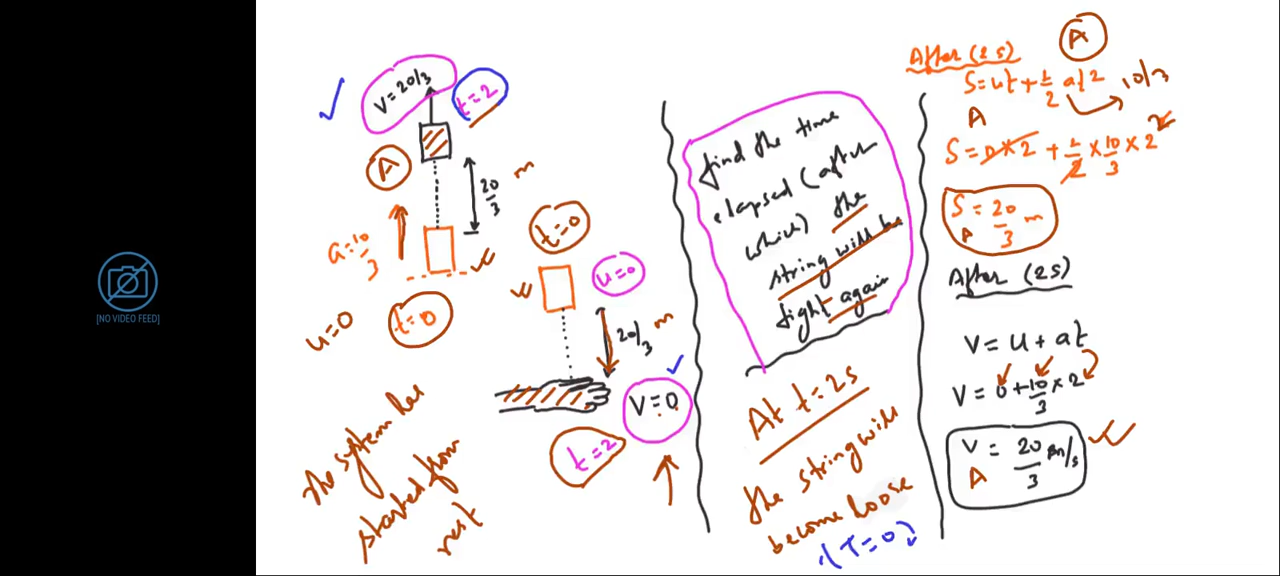 [NO VIDEO FEED]
V = 20/3
t=2
A
20/3 m
a=10/3
u=0
t=0
The system has
started from
rest
t=0
u=0
20/3 m
V=0
t=2
find the time
elapsed (after
which) the
string will be
tight again
At t=2s
the string will
become loose
(T=0)
After (2s)
A
S=ut+1/2 at2
10/3
A
S=0×2 + 1/2 × 10/3 × 2 2
S = 20/3 m
A
After (2s)
V = u + at
V = 0 + 10/3 × 2
V = 20/3 m/s
A